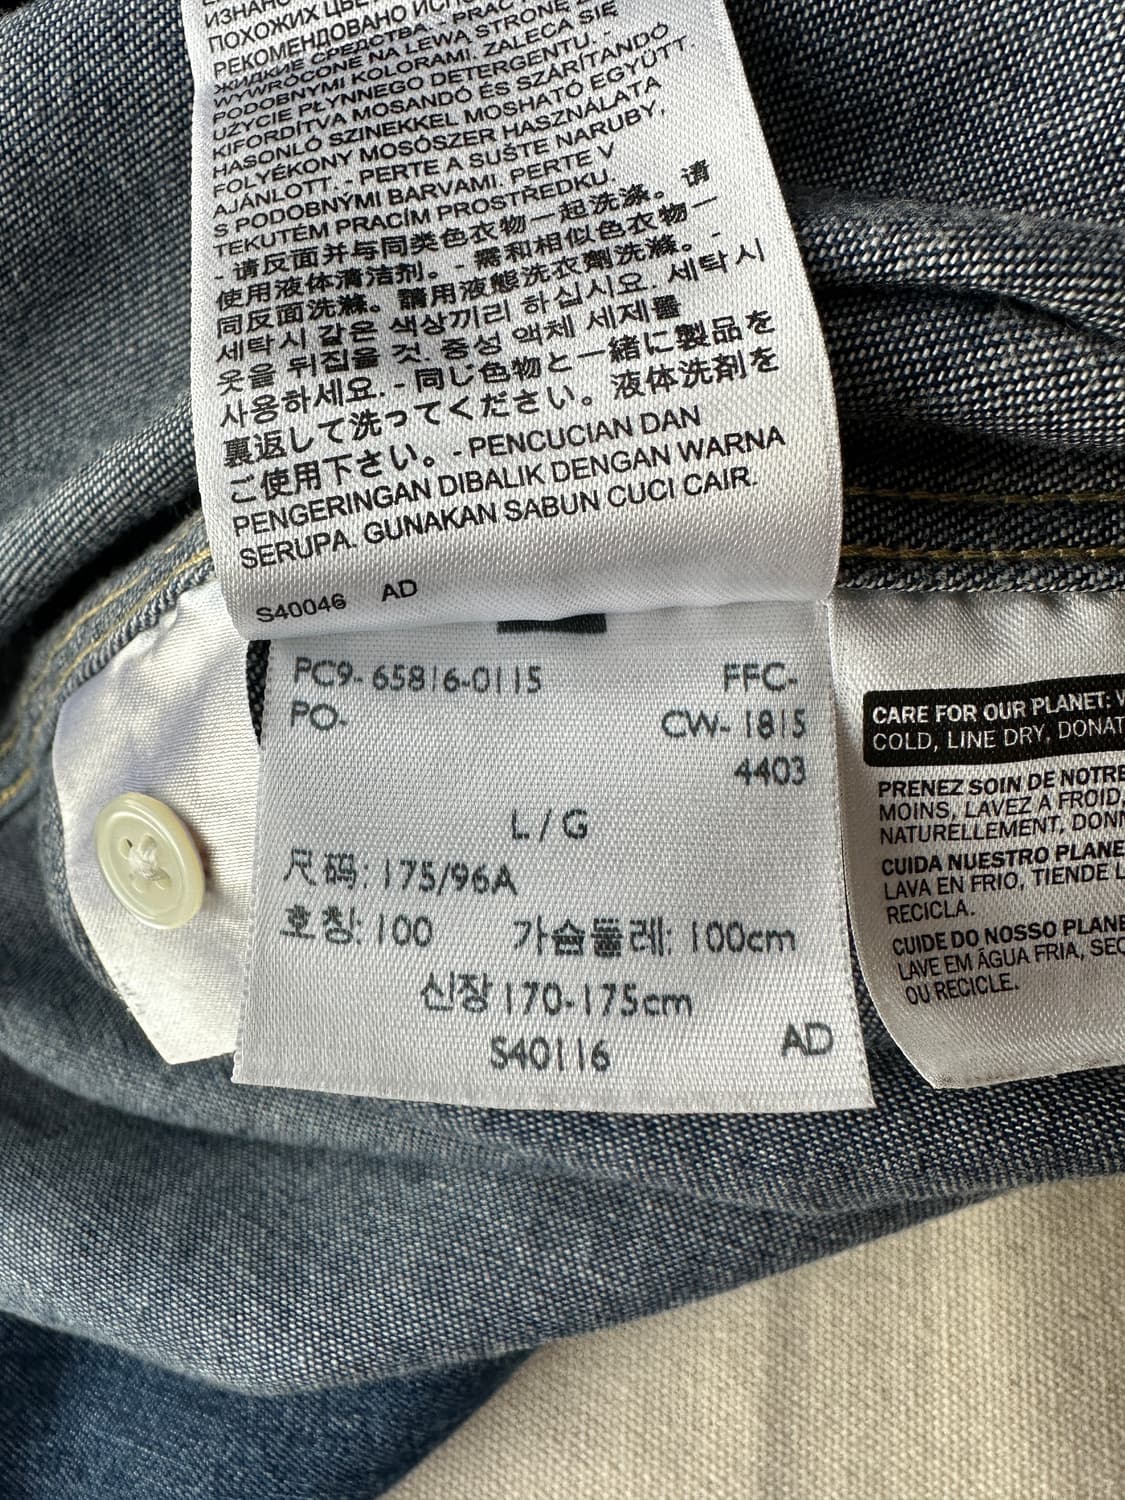 ИЗНАНО
ПОХОЖИХ ЦВЕ
РЕКОМЕНДОВАНО ИСПО
ЖИДКИЕ СРЕДСТВА. PRAC
WYWRÓCONE NA LEWĄ STRONĘ Z
PODOBNYMI KOLORAMI. ZALECA SIĘ
UŻYCIE PŁYNNEGO DETERGENTU. -
KIFORDÍTVA MOSANDÓ ÉS SZÁRÍTANDÓ
HASONLÓ SZINEKKEL MOSHATÓ EGYÜTT.
FOLYÉKONY MOSÓSZER HASZNÁLATA
AJÁNLOTT. - PERTE A SUŠTE NARUBY,
S PODOBNÝMI BARVAMI. PERTE V
TEKUTÉM PRACÍM PROSTŘEDKU.
- 请反面并与同类色衣物一起洗涤。请
使用液体清洁剂。- 需和相似色衣物一
同反面洗滌。請用液態洗衣劑洗滌。-
세탁시 같은 색상끼리 하십시요. 세탁시
옷을 뒤집을 것. 중성 액체 세제를
사용하세요. - 同じ色物と一緒に製品を
裏返して洗ってください。液体洗剤を
ご使用下さい。- PENCUCIAN DAN
PENGERINGAN DIBALIK DENGAN WARNA
SERUPA. GUNAKAN SABUN CUCI CAIR.
S40046 AD
PC9-65816-0115 FFC-
PO- CW-1815
4403
L/G
尺码: 175/96A
호칭: 100 가슴둘레: 100cm
신장 170-175cm
S40116 AD
CARE FOR OUR PLANET: W
COLD, LINE DRY, DONAT
PRENEZ SOIN DE NOTRE
MOINS, LAVEZ À FROID,
NATURELLEMENT, DONN
CUIDA NUESTRO PLANE
LAVA EN FRÍO, TIENDE L
RECICLA.
CUIDE DO NOSSO PLANE
LAVE EM ÁGUA FRIA, SEQ
OU RECICLE.